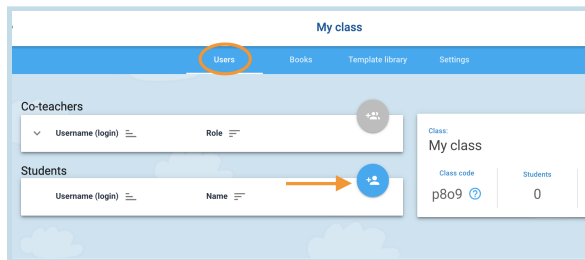 My class
Users Books Template library Settings
Co-teachers
Username (login) Role
Students
Username (login) Name
Class:
My class
Class code Students
p8o9 0